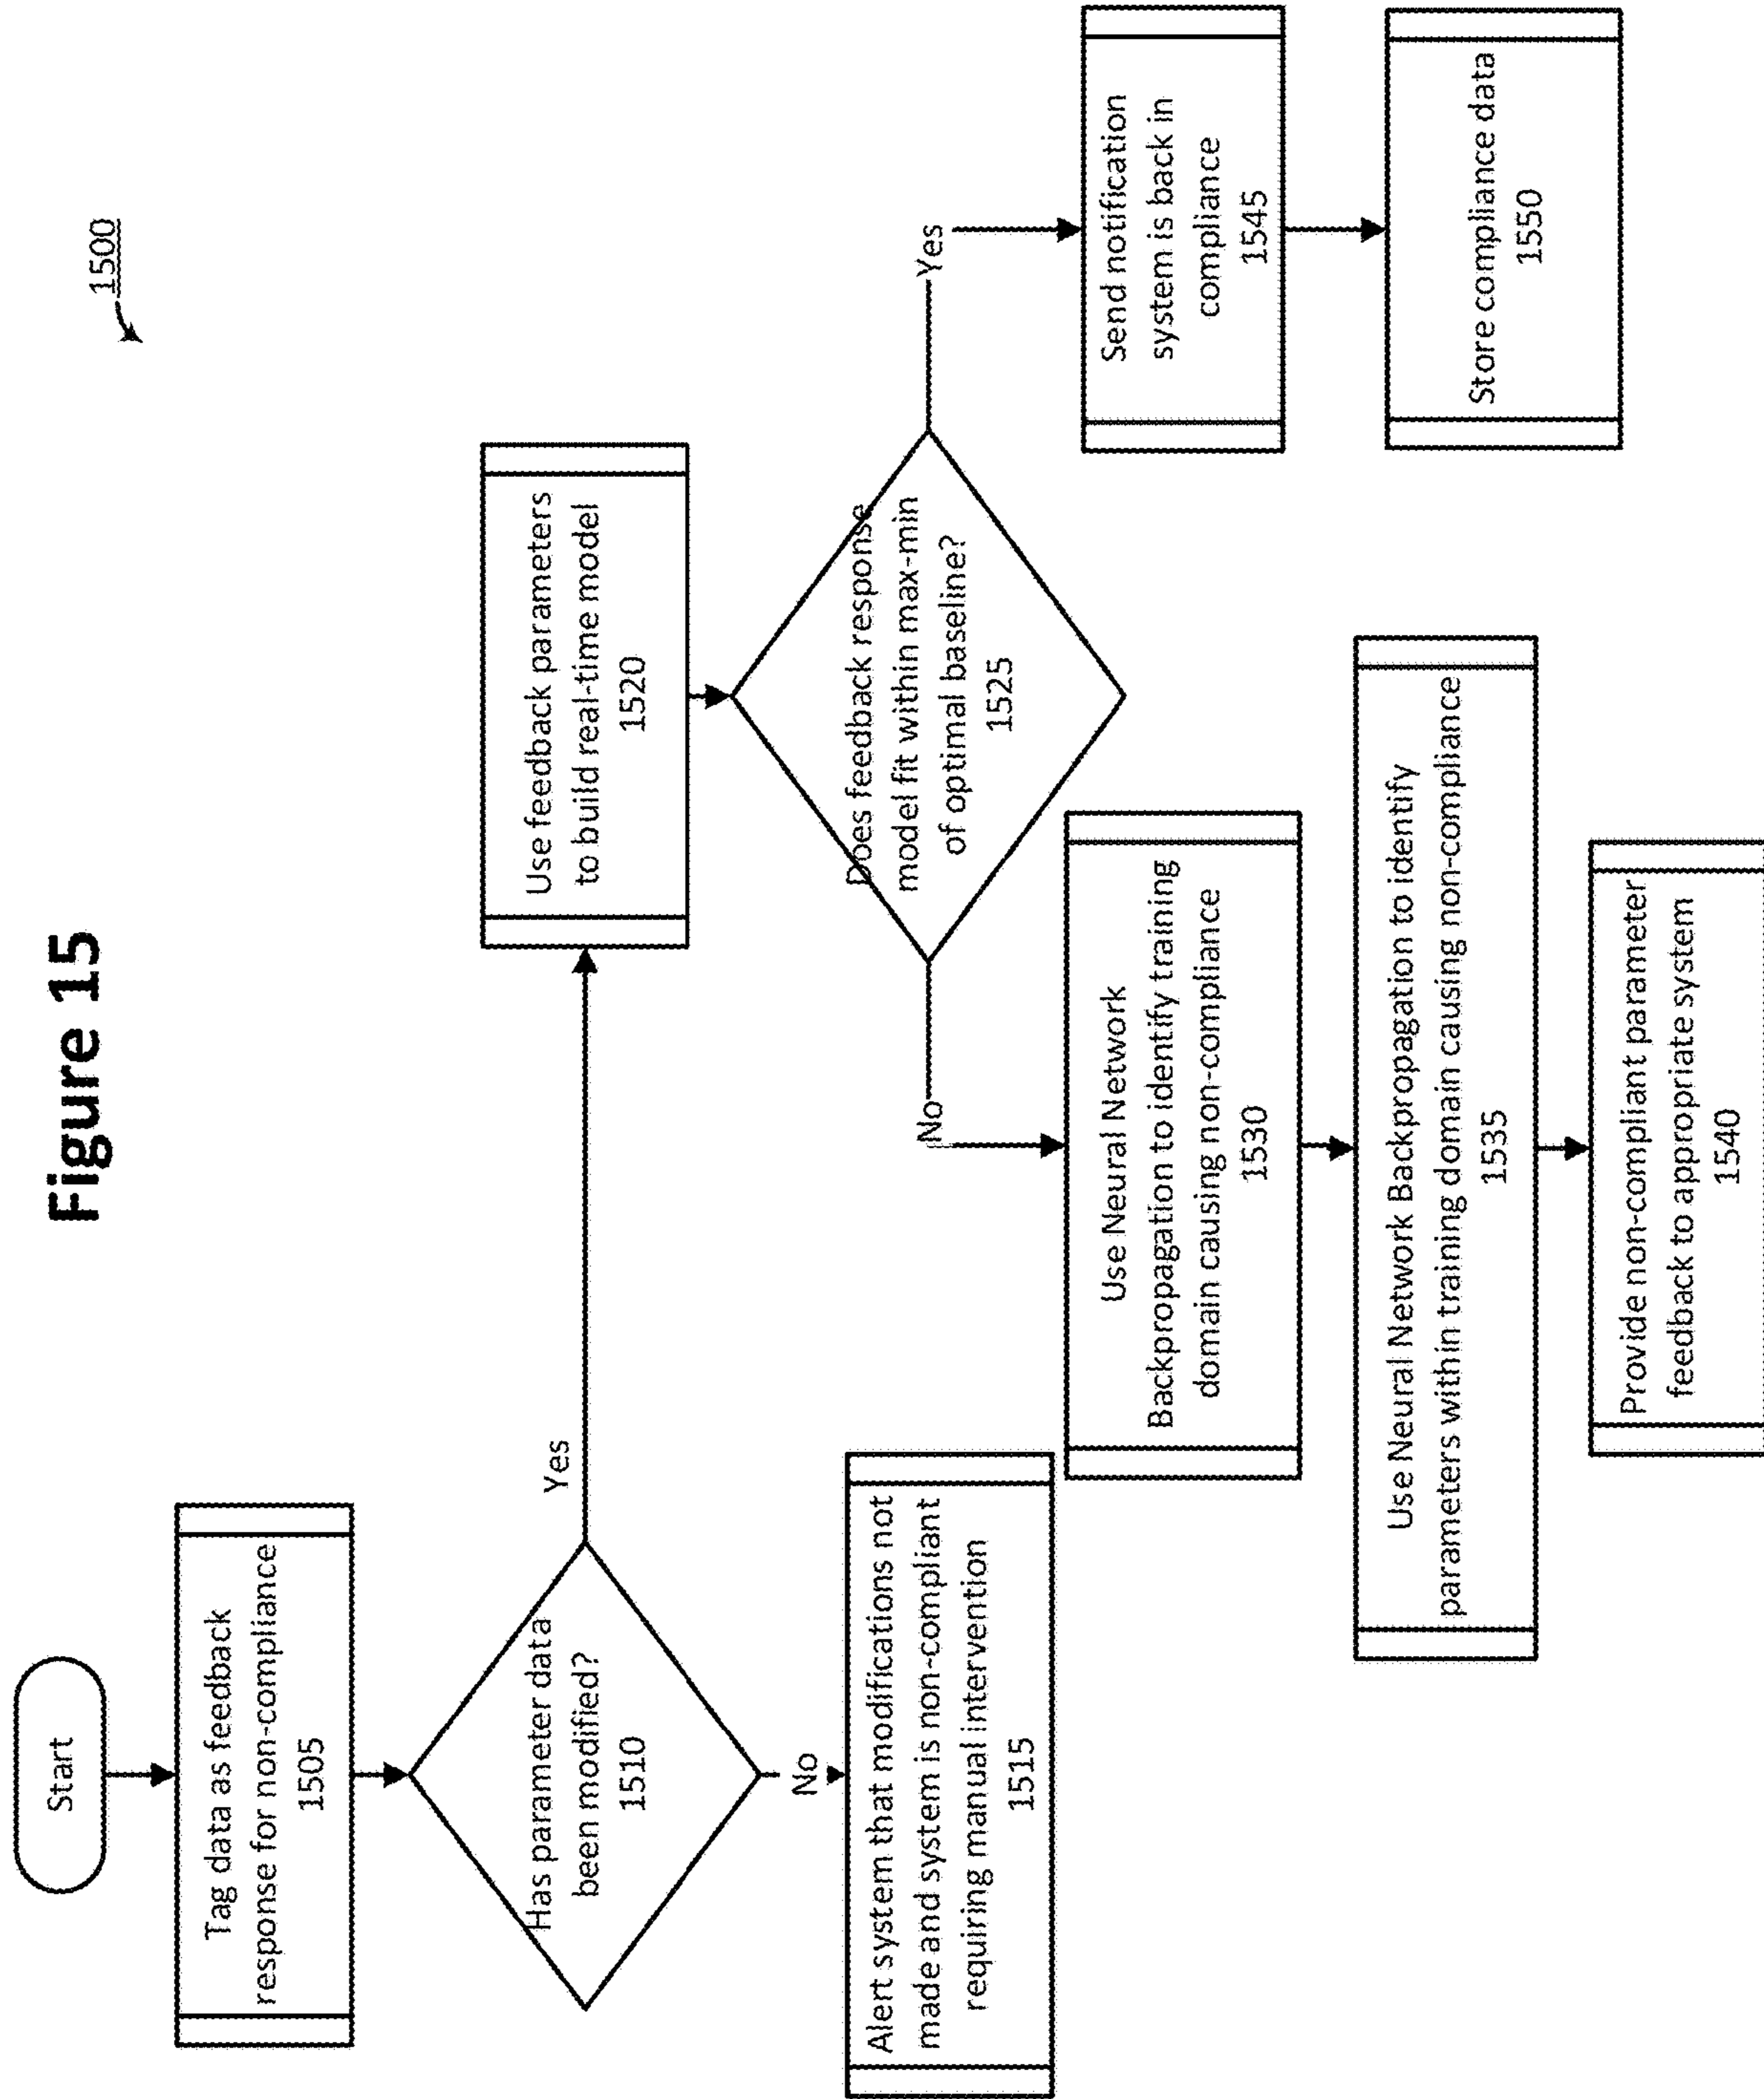 Figure 15
1500
Start
Tag data as feedback
response for non-compliance
1505
Has parameter data
been modified?
1510
Yes
No
Alert system that modifications not
made and system is non-compliant
requiring manual intervention
1515
Use feedback parameters
to build real-time model
1520
Does feedback response
model fit within max-min
of optimal baseline?
1525
No
Yes
Use Neural Network
Backpropagation to identify training
domain causing non-compliance
1530
Use Neural Network Backpropagation to identify
parameters within training domain causing non-compliance
1535
Provide non-compliant parameter
feedback to appropriate system
1540
Send notification
system is back in
compliance
1545
Store compliance data
1550